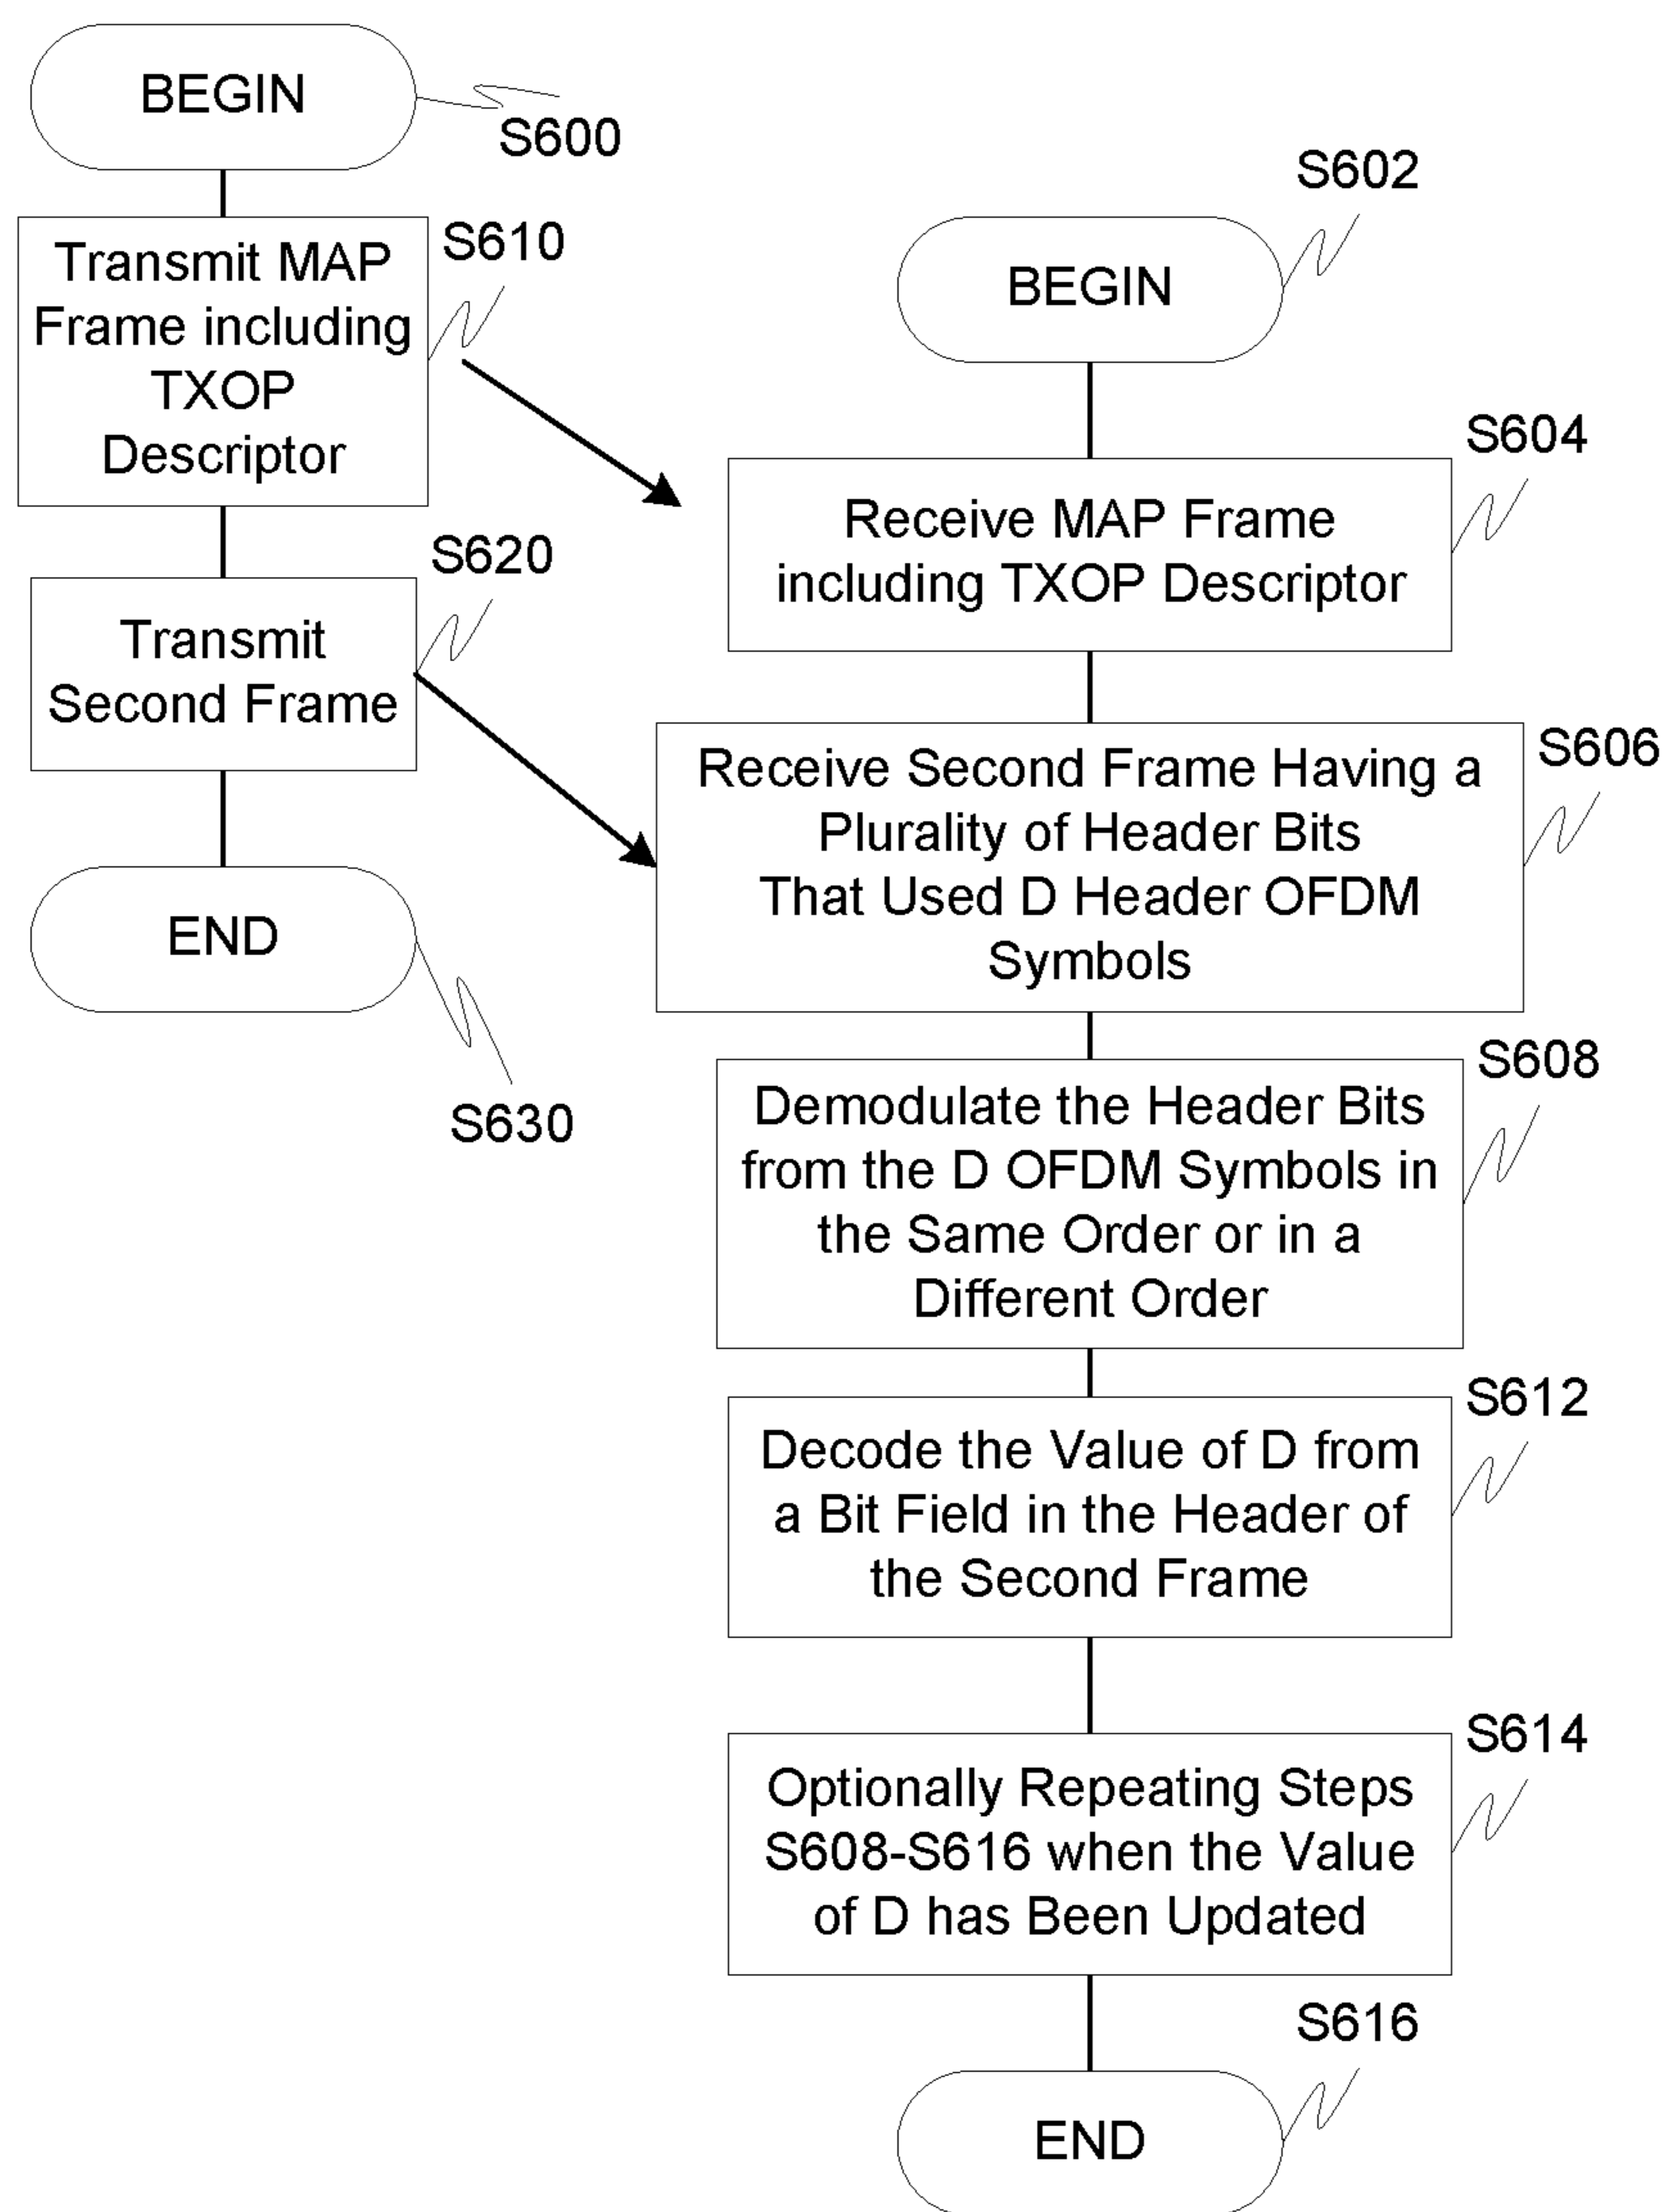 BEGIN
S600
Transmit MAP
Frame including
TXOP
Descriptor
S610
Transmit
Second Frame
S620
END
S630
BEGIN
S602
Receive MAP Frame
including TXOP Descriptor
S604
Receive Second Frame Having a
Plurality of Header Bits
That Used D Header OFDM
Symbols
S606
Demodulate the Header Bits
from the D OFDM Symbols in
the Same Order or in a
Different Order
S608
Decode the Value of D from
a Bit Field in the Header of
the Second Frame
S612
Optionally Repeating Steps
S608-S616 when the Value
of D has Been Updated
S614
END
S616